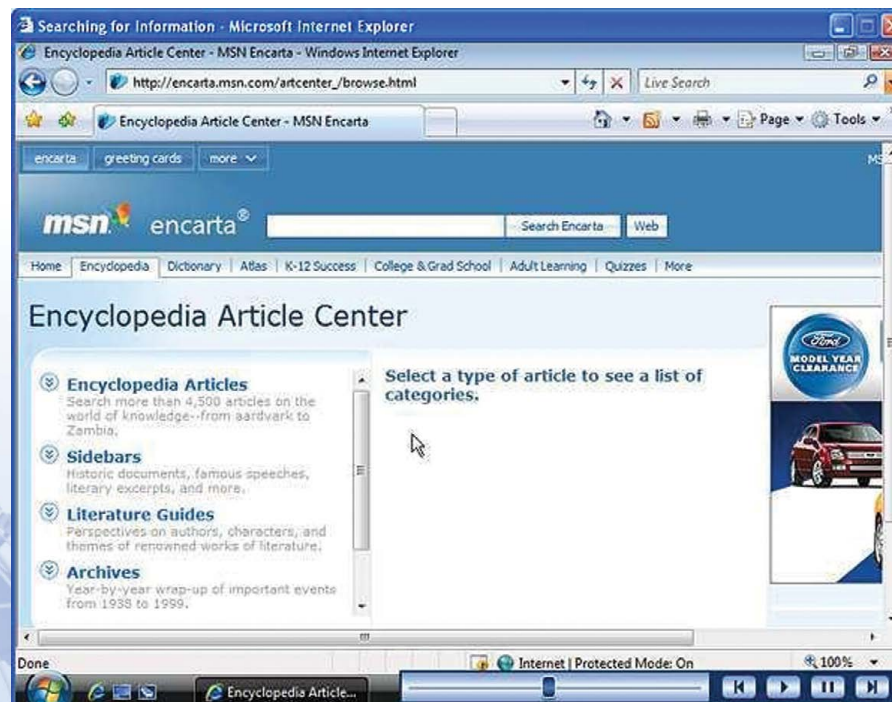 Searching for Information - Microsoft Internet Explorer
Encyclopedia Article Center - MSN Encarta - Windows Internet Explorer
http://encarta.msn.com/artcenter_/browse.html
Live Search
Encyclopedia Article Center - MSN Encarta
Page
Tools
encarta greeting cards more
msn encarta®
Search Encarta Web
Home Encyclopedia Dictionary Atlas K-12 Success College & Grad School Adult Learning Quizzes More
Encyclopedia Article Center
Encyclopedia Articles
Search more than 4,500 articles on the
world of knowledge--from aardvark to
Zambia.
Sidebars
Historic documents, famous speeches,
literary excerpts, and more.
Literature Guides
Perspectives on authors, characters, and
themes of renowned works of literature.
Archives
Year-by-year wrap-up of important events
from 1938 to 1999.
Select a type of article to see a list of
categories.
Ford
MODEL YEAR
CLEARANCE
Done
Internet | Protected Mode: On
100%
Encyclopedia Article...